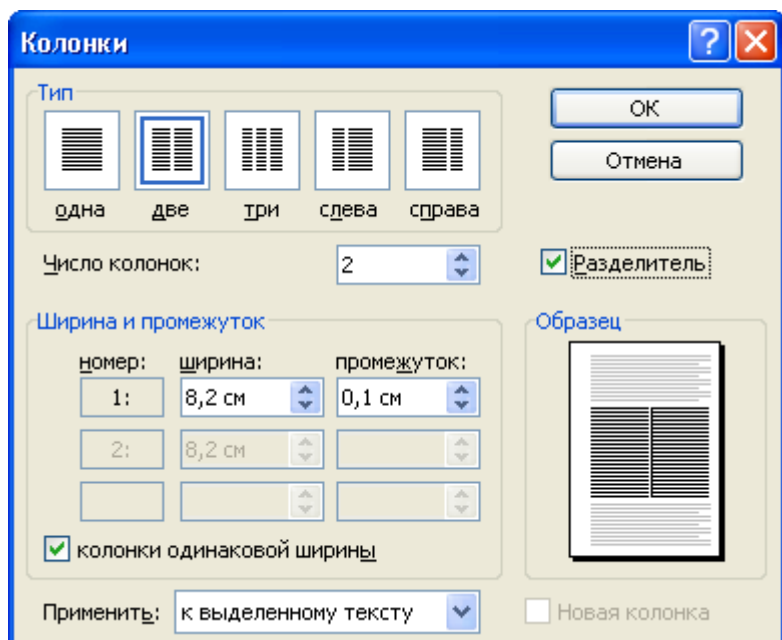 Колонки
Тип
ОК
одна две три слева справа
Отмена
Число колонок: 2
Разделитель
Ширина и промежуток
Образец
номер: ширина: промежуток:
1: 8,2 см 0,1 см
2: 8,2 см
колонки одинаковой ширины
Применить: к выделенному тексту
Новая колонка